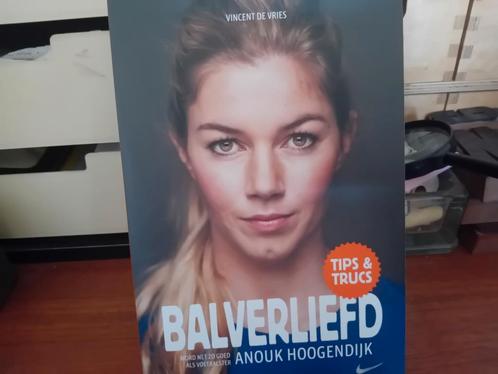 VINCENT DE VRIES
TIPS &
TRUCS
BALVERLIEFD
WORD NET ZO GOED
ALS VOETBALSTER
ANOUK HOOGENDIJK